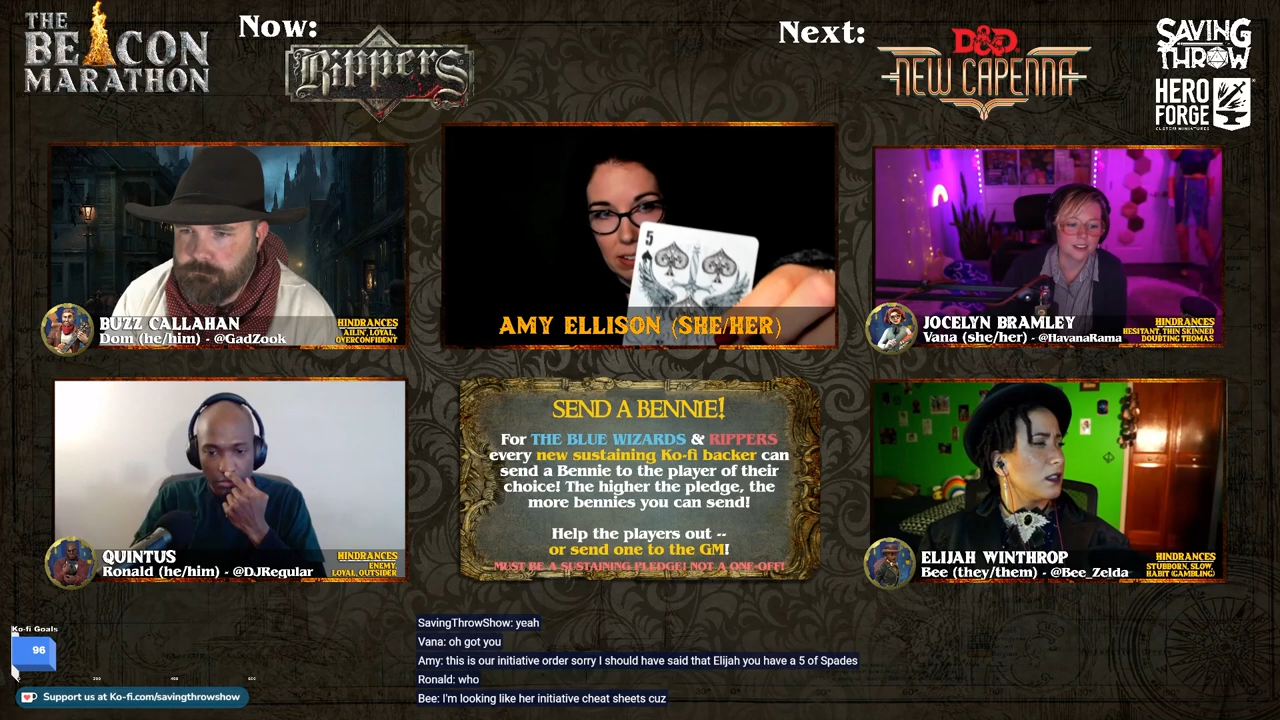 THE
BEACON
MARATHON
Now:
Rippers
Next:
D&D
NEW CAPENNA
SAVING
THROW
HERO
FORGE
CUSTOM MINIATURES
5
BUZZ CALLAHAN
Dom (he/him) - @GadZook
HINDRANCES
AILIN', LOYAL,
OVERCONFIDENT
AMY ELLISON (SHE/HER)
JOCELYN BRAMLEY
Vana (she/her) - @HavanaRama
HINDRANCES
HESITANT, THIN SKINNED
DOUBTING THOMAS
QUINTUS
Ronald (he/him) - @DJRegular
HINDRANCES
ENEMY,
LOYAL, OUTSIDER
SEND A BENNIE!
For THE BLUE WIZARDS & RIPPERS
every new sustaining Ko-fi backer can
send a Bennie to the player of their
choice! The higher the pledge, the
more bennies you can send!
Help the players out --
or send one to the GM!
MUST BE A SUSTAINING PLEDGE! NOT A ONE-OFF!
ELIJAH WINTHROP
Bee (they/them) - @Bee_Zelda
HINDRANCES
STUBBORN, SLOW,
HABIT (GAMBLING)
Ko-fi Goals
96
Support us at Ko-fi.com/savingthrowshow
SavingThrowShow: yeah
Vana: oh got you
Amy: this is our initiative order sorry I should have said that Elijah you have a 5 of Spades
Ronald: who
Bee: I'm looking like her initiative cheat sheets cuz